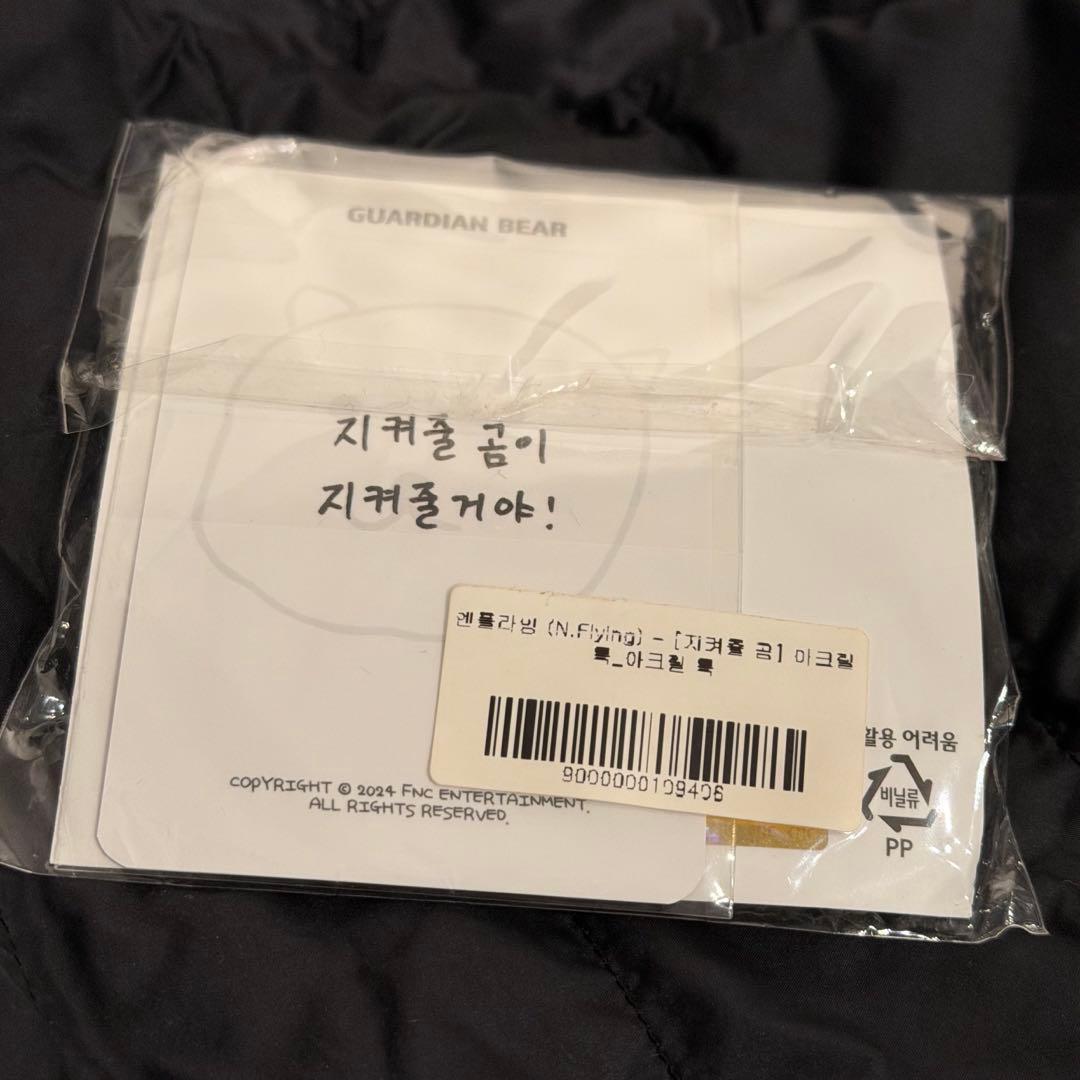 GUARDIAN BEAR
지켜줄 곰이
지켜줄거야!
엔플라잉 (N.Flying) - [지켜줄 곰] 아크릴
톡_아크릴 톡
9000000109406
COPYRIGHT © 2024 FNC ENTERTAINMENT.
ALL RIGHTS RESERVED.
활용 어려움
비닐류
PP